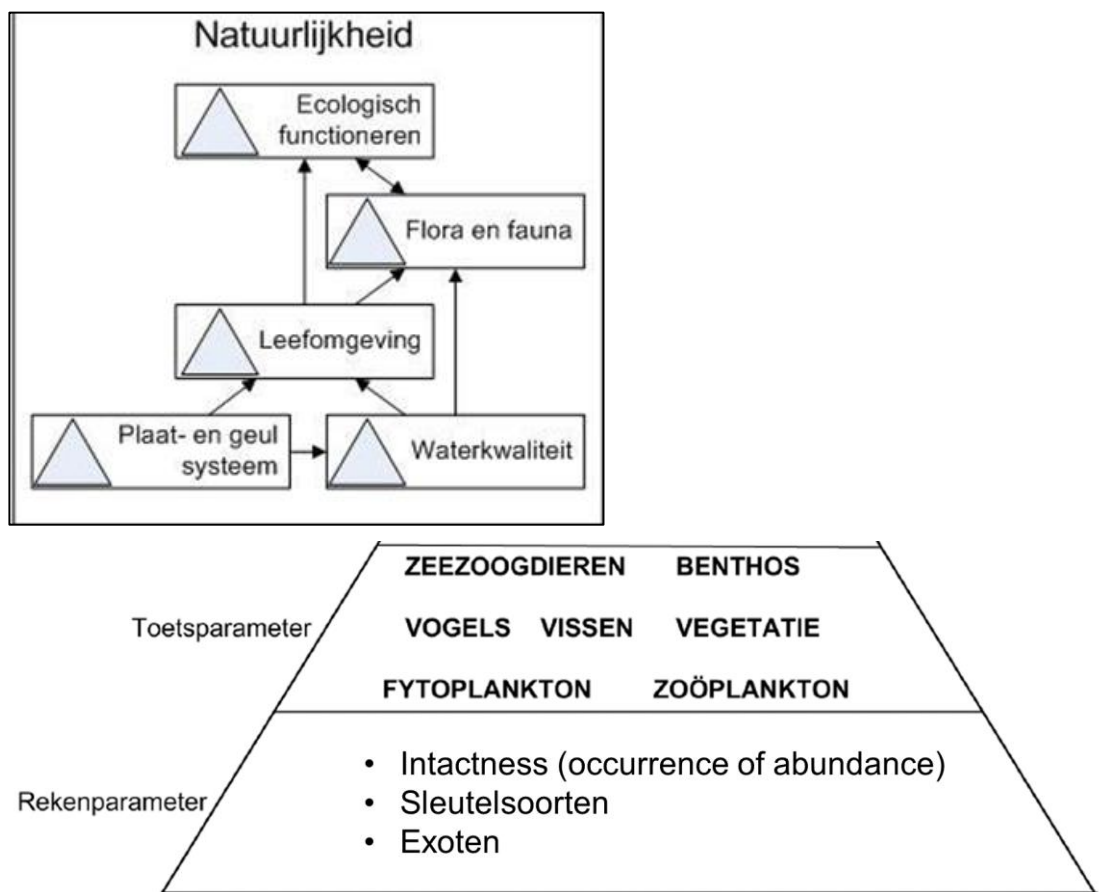 Natuurlijkheid
Ecologisch
functioneren
Flora en fauna
Leefomgeving
Plaat- en geul
systeem
Waterkwaliteit
ZEEZOOGDIEREN BENTHOS
Toetsparameter
VOGELS VISSEN VEGETATIE
FYTOPLANKTON ZOÖPLANKTON
• Intactness (occurrence of abundance)
Rekenparameter
• Sleutelsoorten
• Exoten